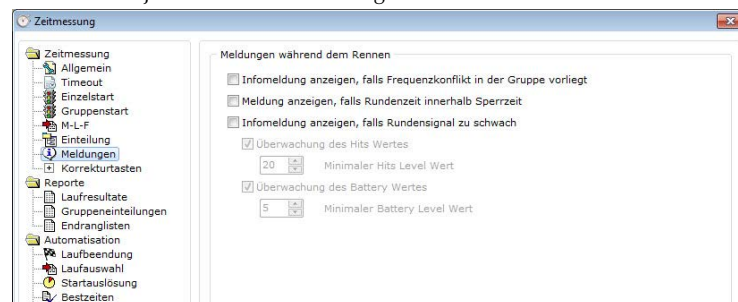 Zeitmessung
Zeitmessung
Allgemein
Timeout
Einzelstart
Gruppenstart
M-L-F
Einteilung
Meldungen
Korrekturtasten
Reporte
Laufresultate
Gruppeneinteilungen
Endranglisten
Automatisation
Laufbeendung
Laufauswahl
Startauslösung
Bestzeiten
Meldungen während dem Rennen
Infomeldung anzeigen, falls Frequenzkonflikt in der Gruppe vorliegt
Meldung anzeigen, falls Rundenzeit innerhalb Sperrzeit
Infomeldung anzeigen, falls Rundensignal zu schwach
Überwachung des Hits Wertes
20 Minimaler Hits Level Wert
Überwachung des Battery Wertes
5 Minimaler Battery Level Wert